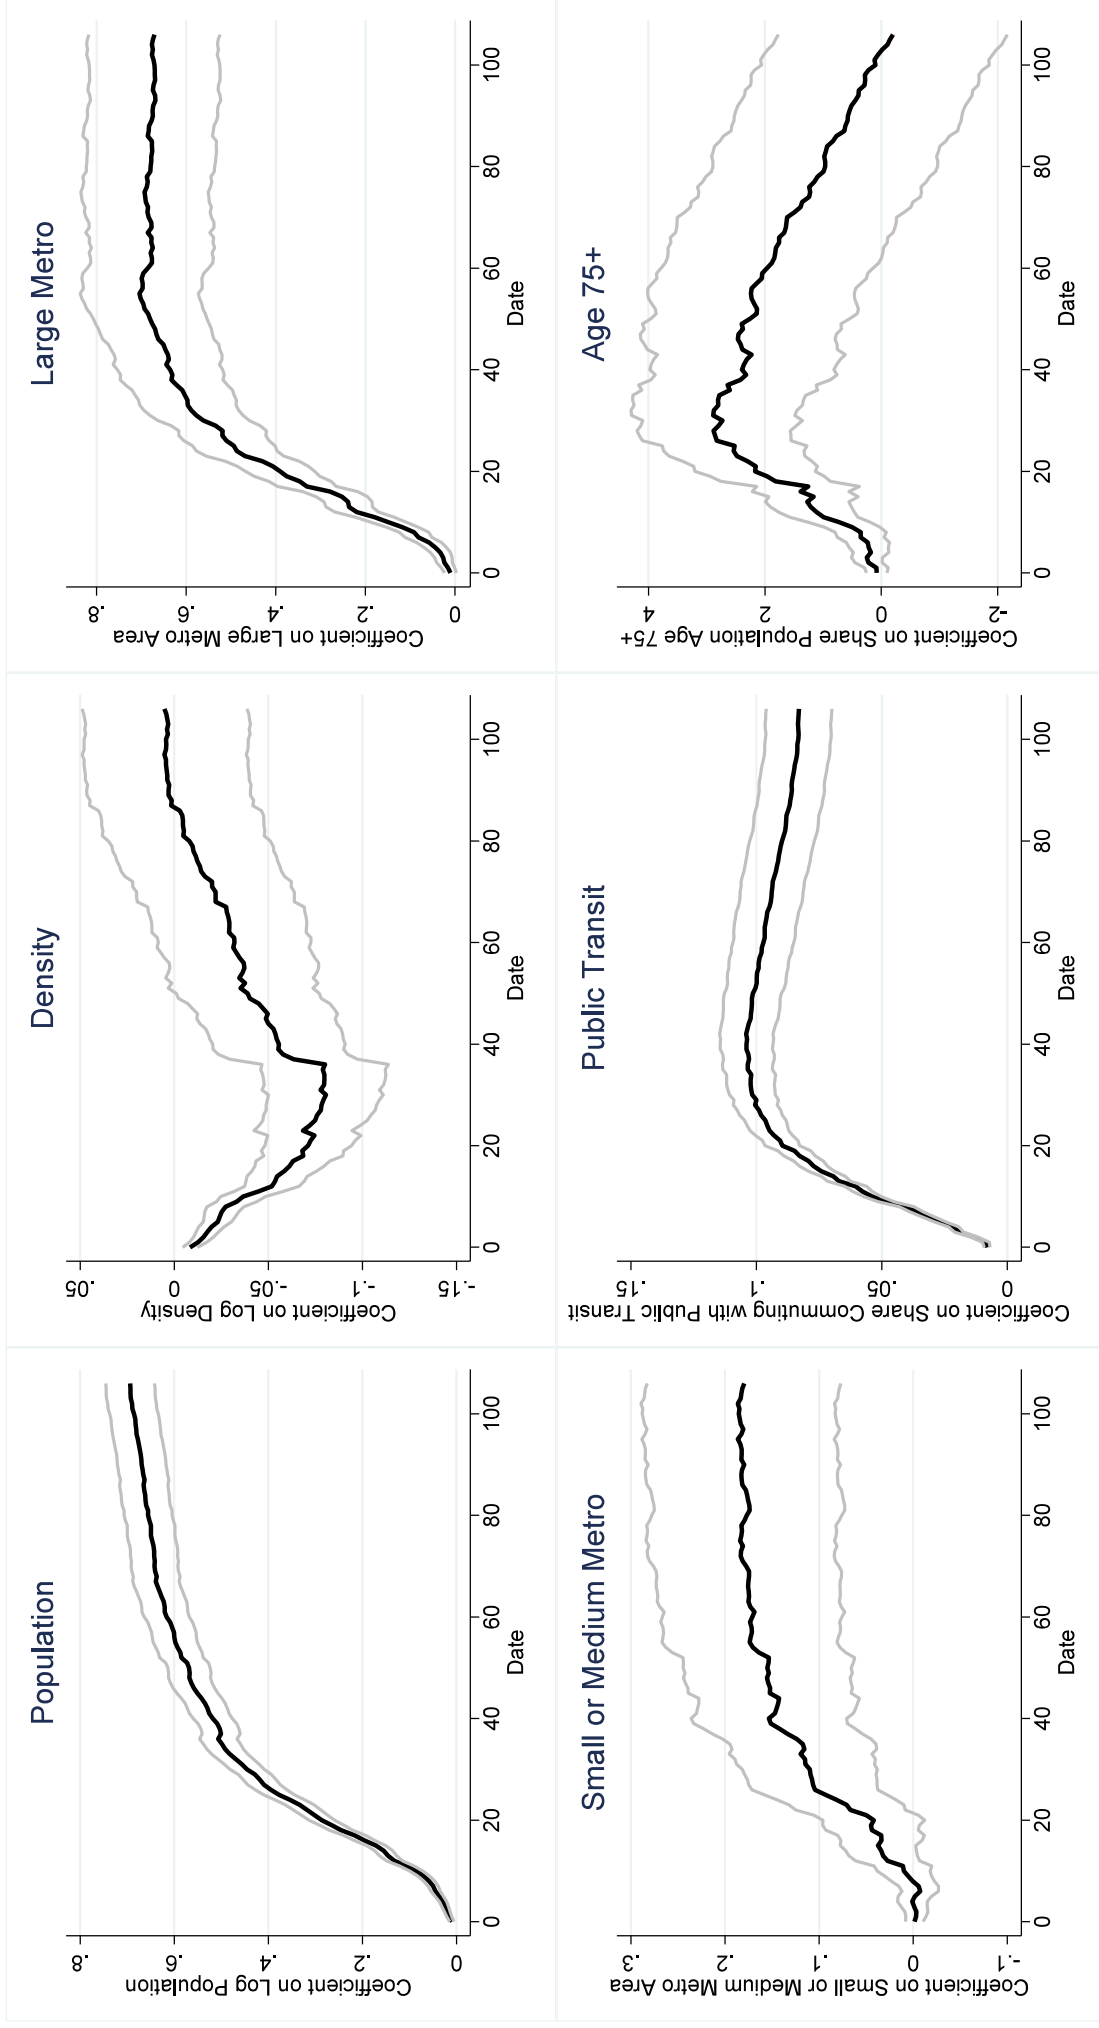 Population
Coefficient on Log Population
0 .2 .4 .6 .8
0 20 40 60 80 100
Date
Density
Coefficient on Log Density
-.15 -.1 -.05 0 .05
0 20 40 60 80 100
Date
Large Metro
Coefficient on Large Metro Area
0 .2 .4 .6 .8
0 20 40 60 80 100
Date
Small or Medium Metro
Coefficient on Small or Medium Metro Area
-.1 0 .1 .2 .3
0 20 40 60 80 100
Date
Public Transit
Coefficient on Share Commuting with Public Transit
0 .05 .1 .15
0 20 40 60 80 100
Date
Age 75+
Coefficient on Share Population Age 75+
-2 0 2 4
0 20 40 60 80 100
Date